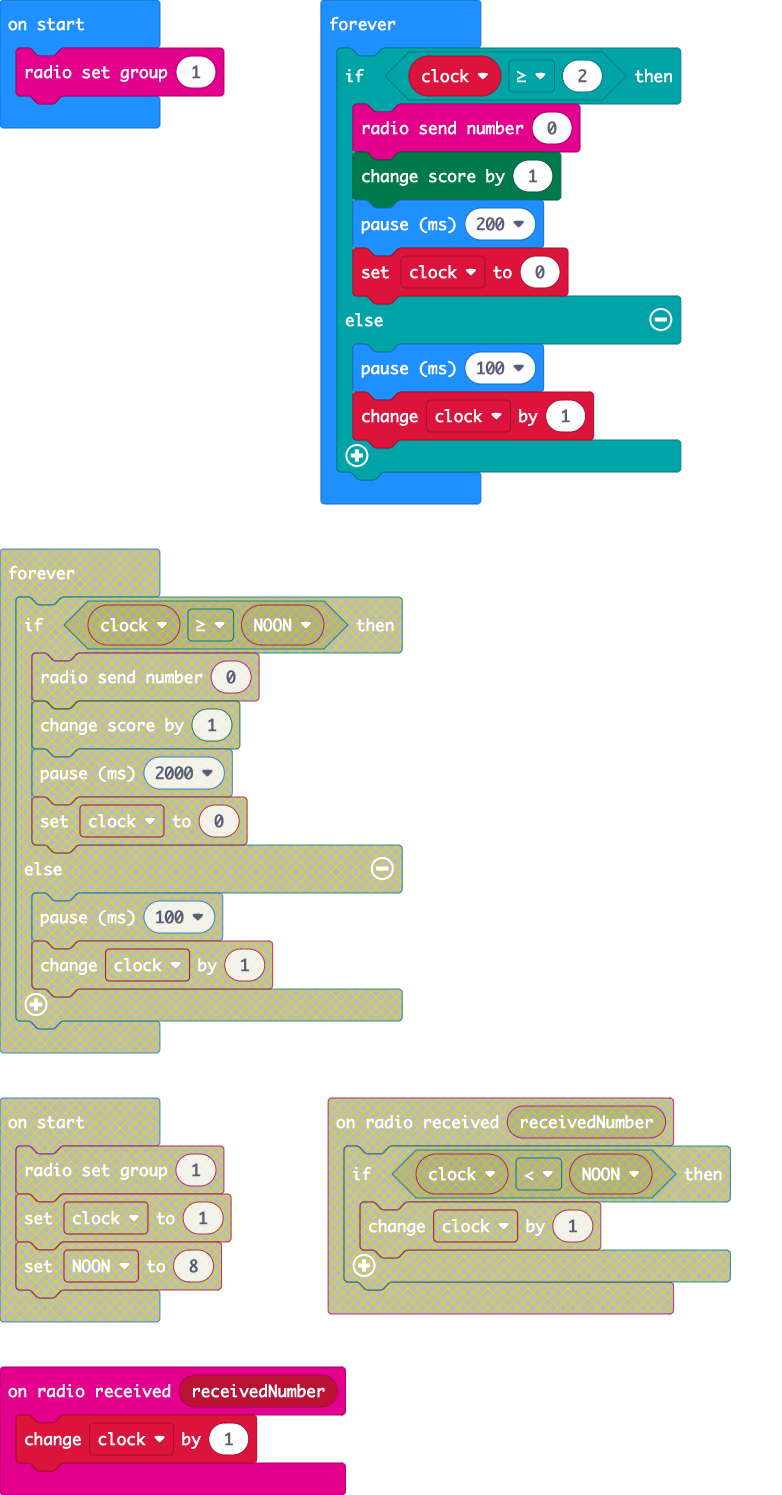 on start
radio set group 1
forever
if clock ≥ 2 then
radio send number 0
change score by 1
pause (ms) 200
set clock to 0
else
pause (ms) 100
change clock by 1
forever
if clock ≥ NOON then
radio send number 0
change score by 1
pause (ms) 2000
set clock to 0
else
pause (ms) 100
change clock by 1
on start
radio set group 1
set clock to 1
set NOON to 8
on radio received receivedNumber
if clock < NOON then
change clock by 1
on radio received receivedNumber
change clock by 1